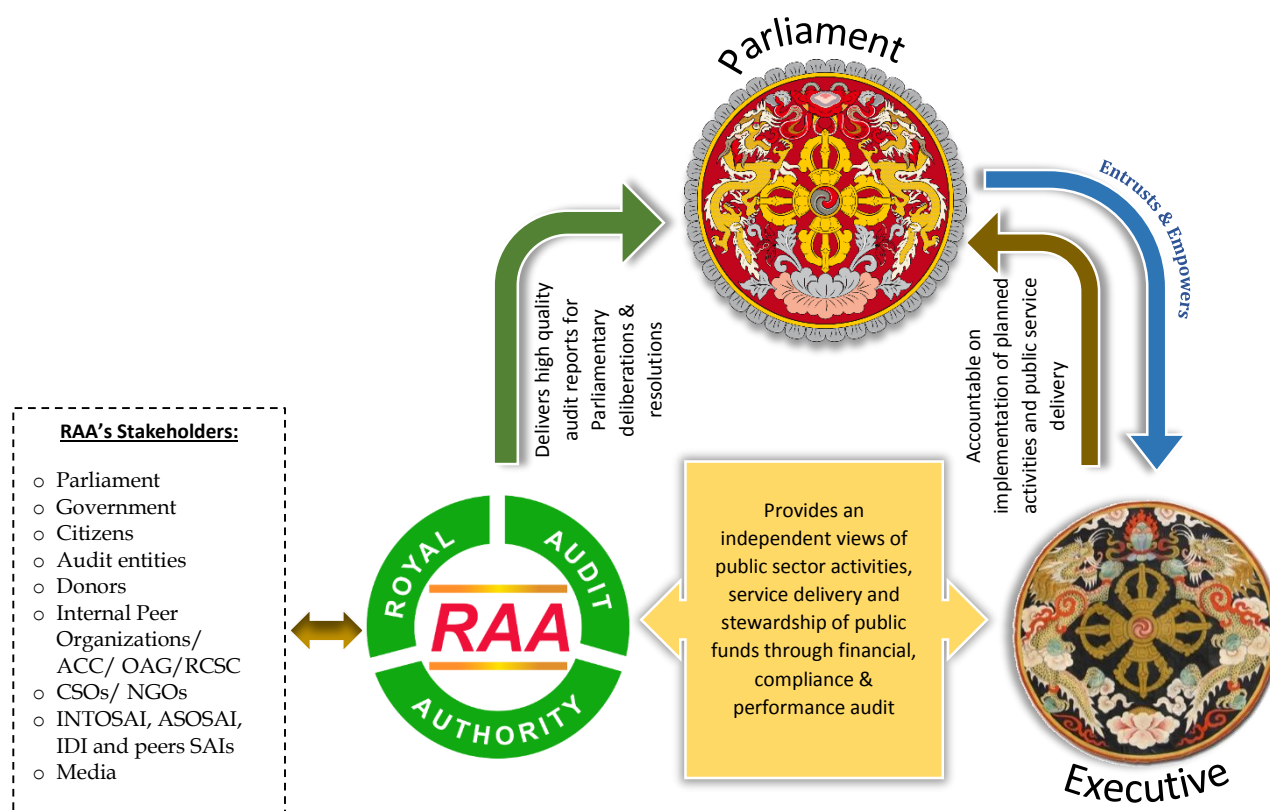 Parliament
Entrusts & Empowers
Delivers high quality
audit reports for
Parliamentary
deliberations &
resolutions
Accountable on
implementation of planned
activities and public service
delivery
RAA's Stakeholders:
o Parliament
o Government
o Citizens
o Audit entities
o Donors
o Internal Peer
Organizations/
ACC/ OAG/RCSC
o CSOs/ NGOs
o INTOSAI, ASOSAI,
IDI and peers SAIs
o Media
ROYAL
AUDIT
RAA
AUTHORITY
Provides an
independent views of
public sector activities,
service delivery and
stewardship of public
funds through financial,
compliance &
performance audit
Executive